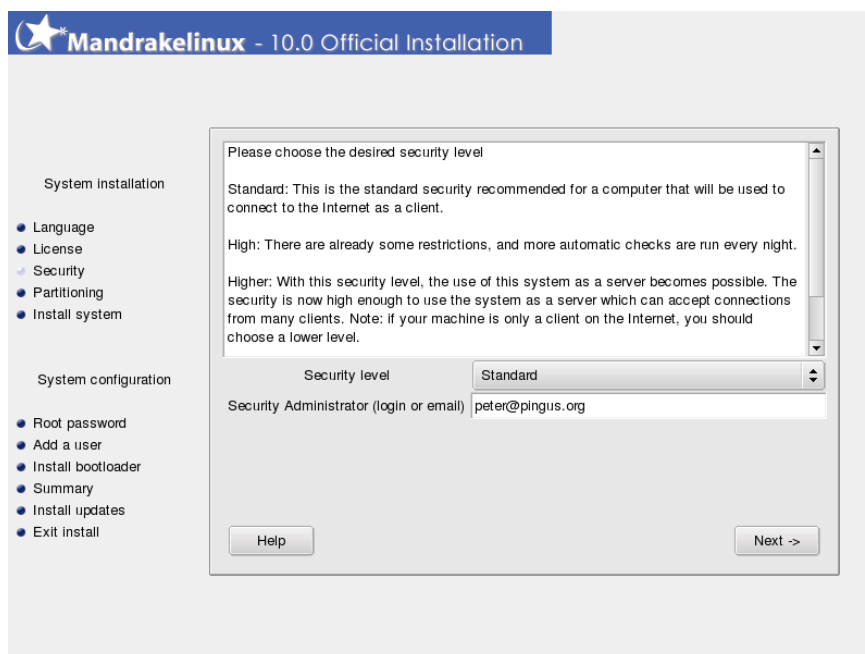 Mandrakelinux - 10.0 Official Installation
System installation
Language
License
Security
Partitioning
Install system
System configuration
Root password
Add a user
Install bootloader
Summary
Install updates
Exit install
Please choose the desired security level
Standard: This is the standard security recommended for a computer that will be used to
connect to the Internet as a client.
High: There are already some restrictions, and more automatic checks are run every night.
Higher: With this security level, the use of this system as a server becomes possible. The
security is now high enough to use the system as a server which can accept connections
from many clients. Note: if your machine is only a client on the Internet, you should
choose a lower level.
Security level Standard
Security Administrator (login or email) peter@pingus.org
Help Next ->